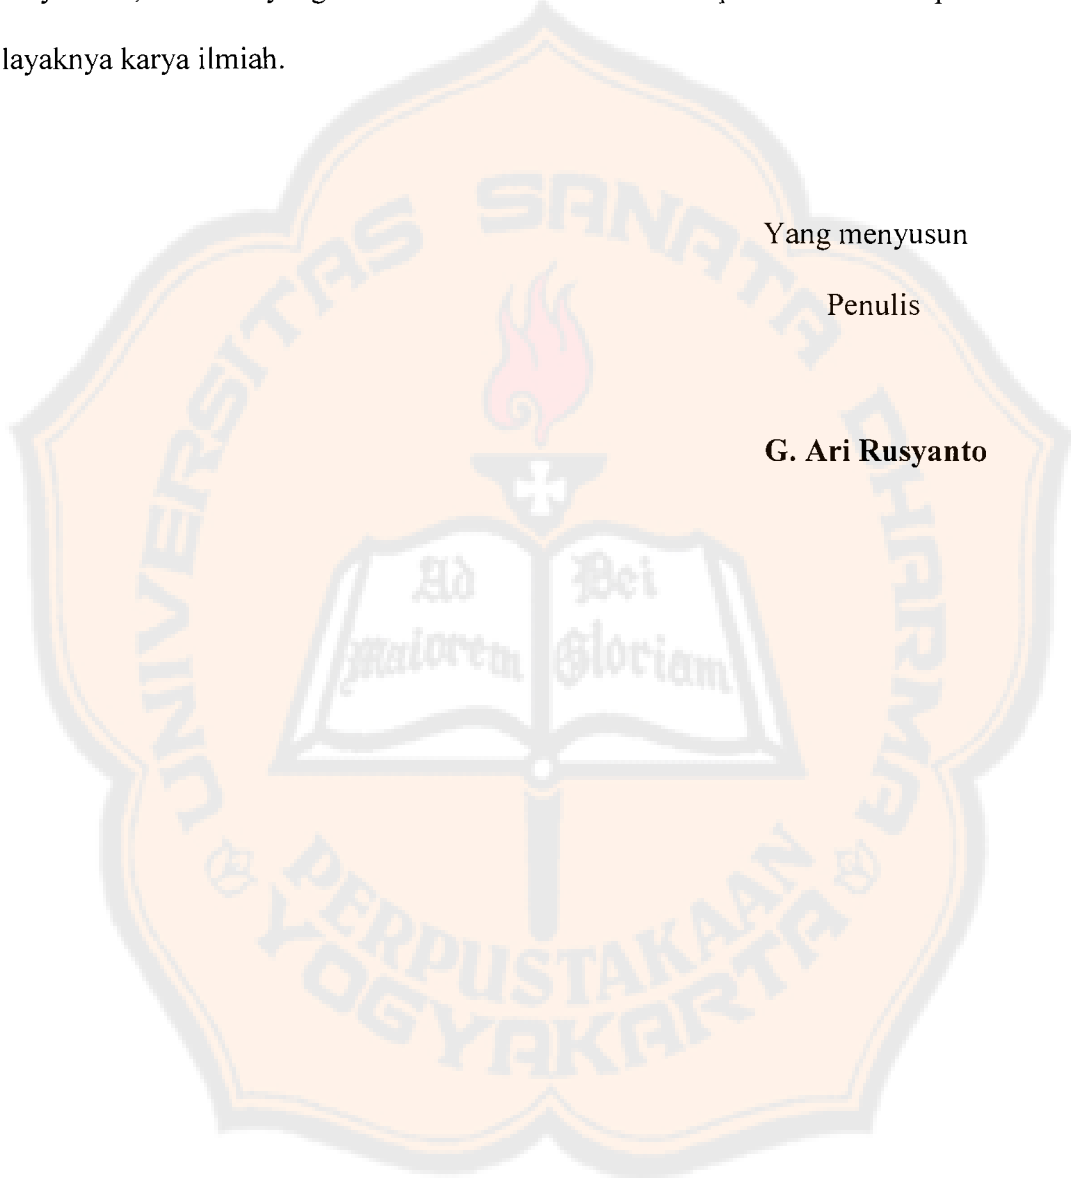 layaknya karya ilmiah.
Yang menyusun
Penulis
G. Ari Rusyanto
UNIVERSITAS SANATA DHARMA
Ad Dei
Maiorem Gloriam
PERPUSTAKAAN
YOGYAKARTA